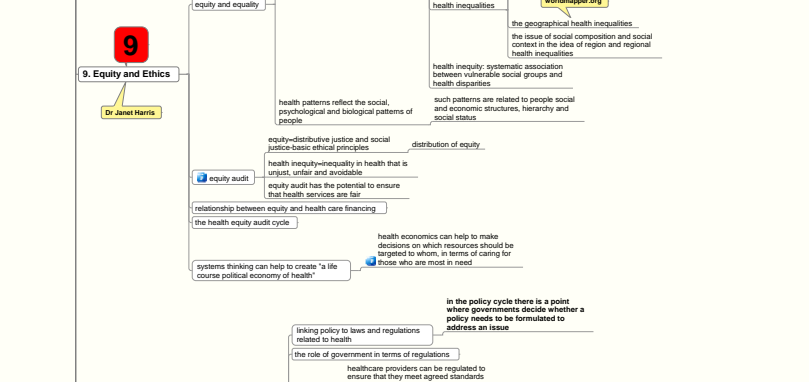 worldmapper.org
equity and equality
health inequalities
the geographical health inequalities
the issue of social composition and social
context in the idea of region and regional
health inequalities
health inequity: systematic association
between vulnerable social groups and
health disparities
9
9. Equity and Ethics
Dr Janet Harris
health patterns reflect the social,
psychological and biological patterns of
people
such patterns are related to people social
and economic structures, hierarchy and
social status
equity=distributive justice and social
justice-basic ethical principles
distribution of equity
health inequity=inequality in health that is
unjust, unfair and avoidable
equity audit
equity audit has the potential to ensure
that health services are fair
relationship between equity and health care financing
the health equity audit cycle
health economics can help to make
decisions on which resources should be
targeted to whom, in terms of caring for
those who are most in need
systems thinking can help to create "a life
course political economy of health"
in the policy cycle there is a point
where governments decide whether a
policy needs to be formulated to
address an issue
linking policy to laws and regulations
related to health
the role of government in terms of regulations
healthcare providers can be regulated to
ensure that they meet agreed standards